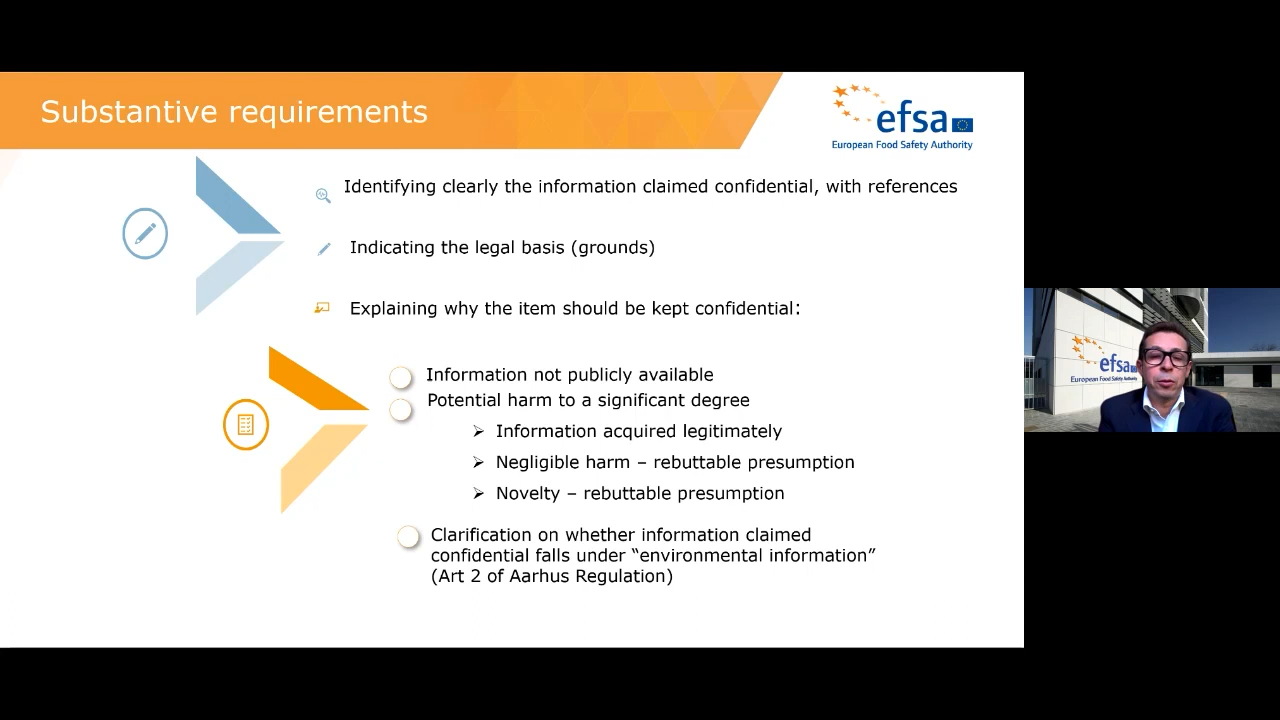 Substantive requirements
efsa
European Food Safety Authority
Identifying clearly the information claimed confidential, with references
Indicating the legal basis (grounds)
Explaining why the item should be kept confidential:
Information not publicly available
Potential harm to a significant degree
Information acquired legitimately
Negligible harm – rebuttable presumption
Novelty – rebuttable presumption
Clarification on whether information claimed
confidential falls under “environmental information”
(Art 2 of Aarhus Regulation)
efsa
European Food Safety Authority